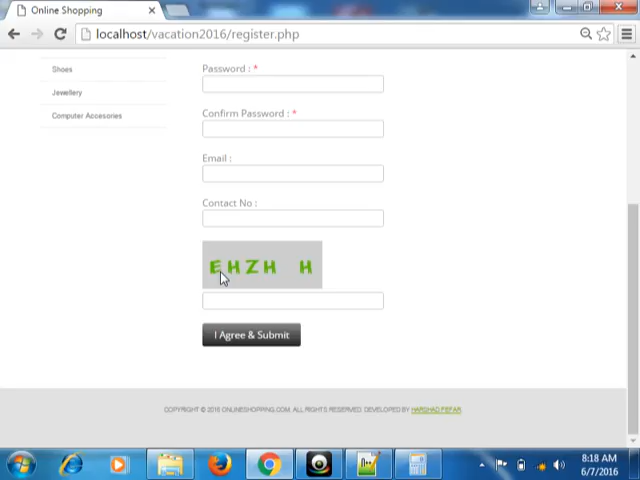 Online Shopping
localhost/vacation2016/register.php
Shoes
Password : *
Jewellery
Confirm Password : *
Computer Accesories
Email :
Contact No :
EHZH H
I Agree & Submit
COPYRIGHT © 2016 ONLINESHOPPING.COM. ALL RIGHTS RESERVED. DEVELOPED BY
8:18 AM
6/7/2016